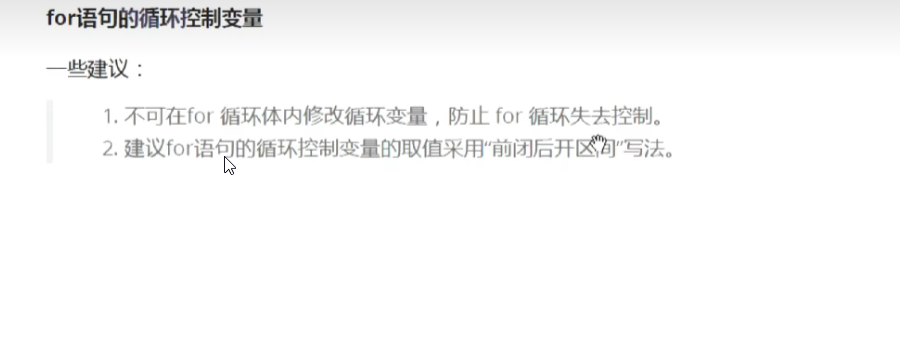 for语句的循环控制变量
一些建议：
1. 不可在for 循环体内修改循环变量，防止 for 循环失去控制。
2. 建议for语句的循环控制变量的取值采用“前闭后开区间”写法。